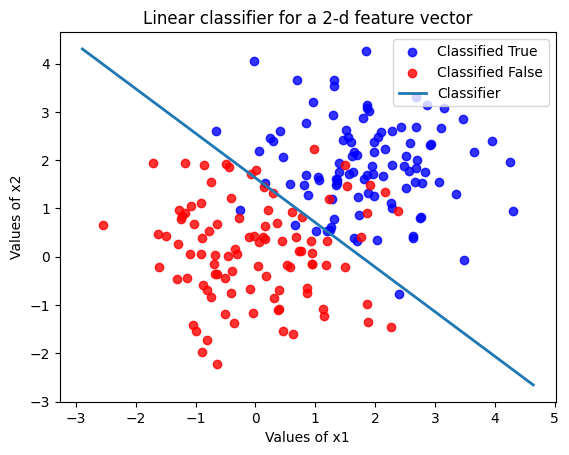 Linear classifier for a 2-d feature vector
Classified True
Classified False
Classifier
Values of x2
4
3
2
1
0
−1
−2
−3
−3
−2
−1
0
1
2
3
4
5
Values of x1